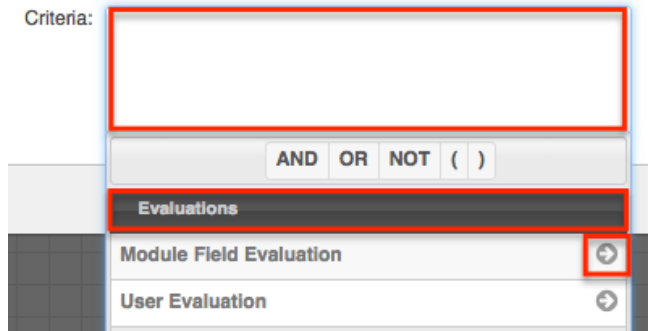 Criteria:
AND OR NOT ( )
Evaluations
Module Field Evaluation
User Evaluation